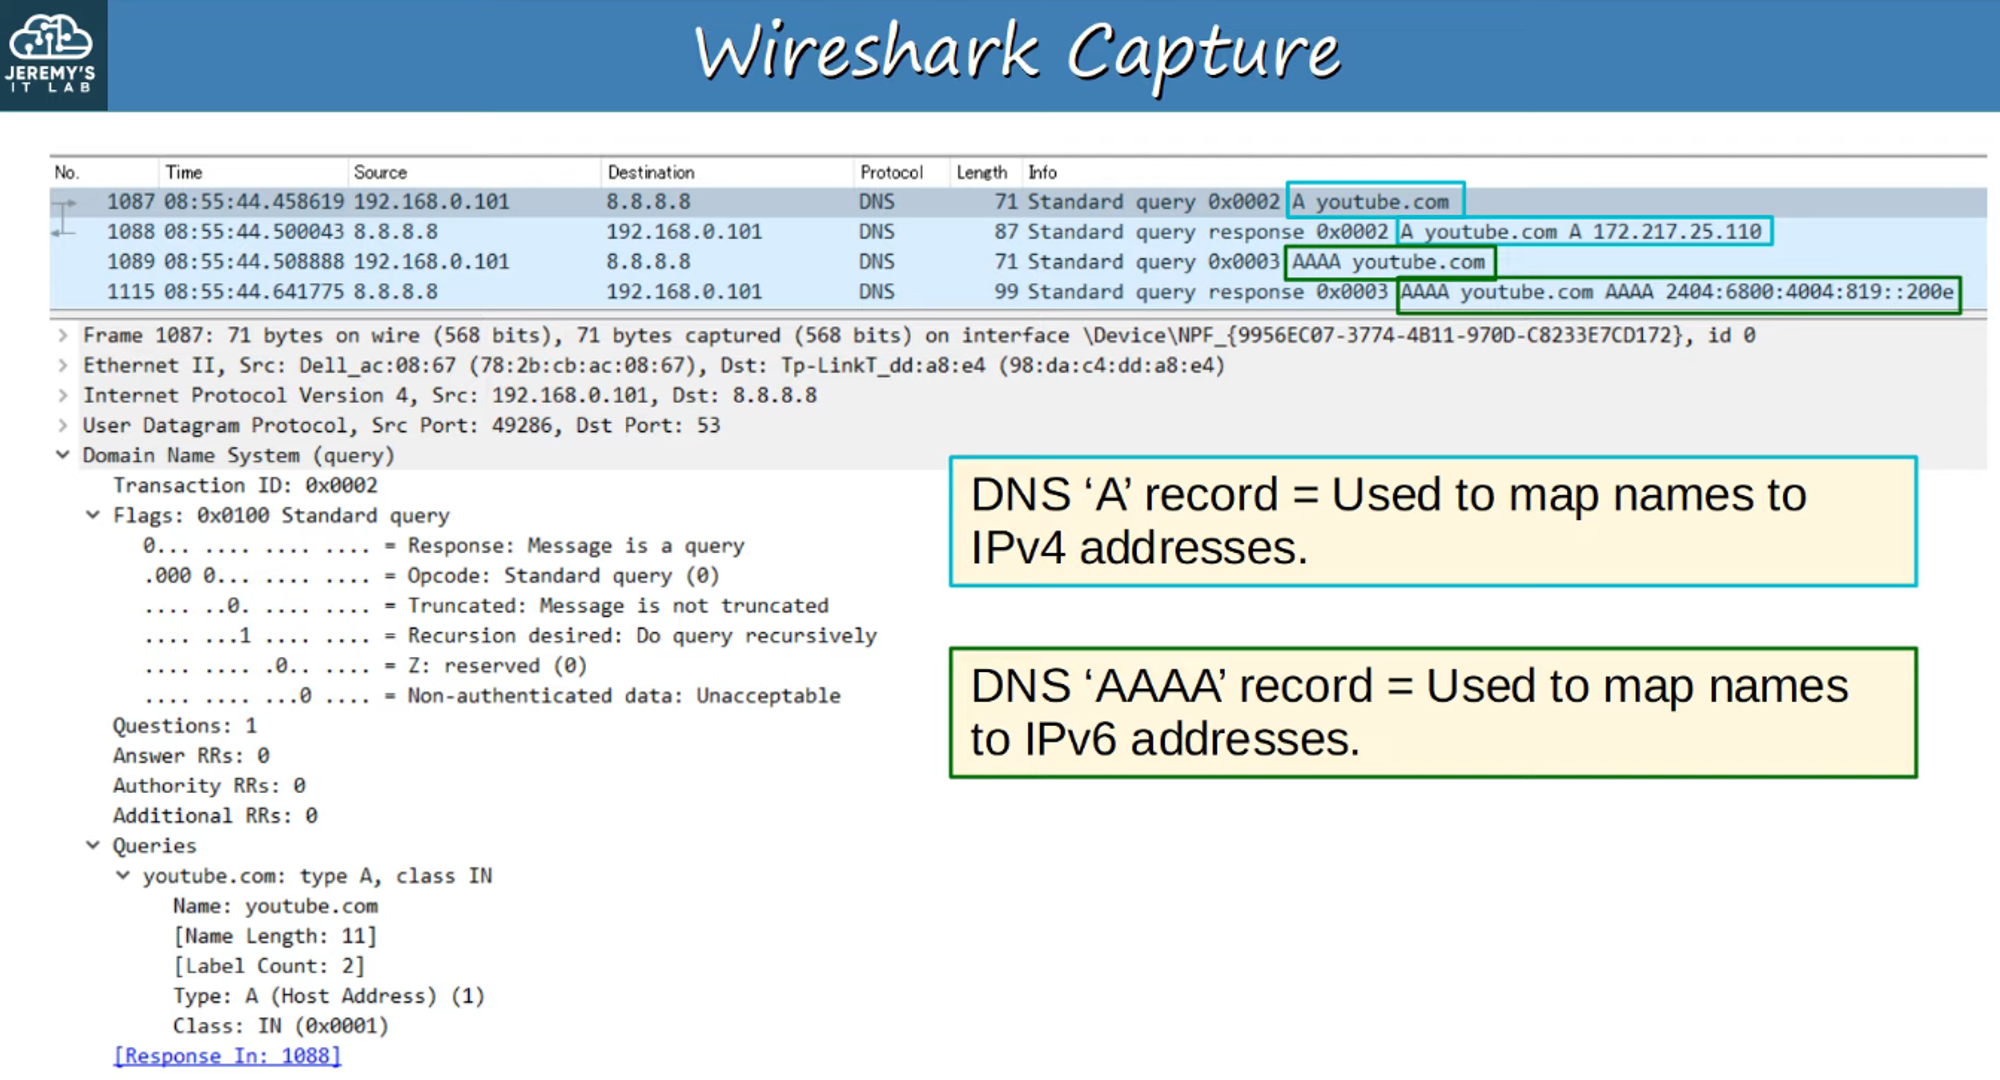 JEREMY'S
IT LAB
Wireshark Capture
No. Time Source Destination Protocol Length Info
1087 08:55:44.458619 192.168.0.101 8.8.8.8 DNS 71 Standard query 0x0002 A youtube.com
1088 08:55:44.500043 8.8.8.8 192.168.0.101 DNS 87 Standard query response 0x0002 A youtube.com A 172.217.25.110
1089 08:55:44.508888 192.168.0.101 8.8.8.8 DNS 71 Standard query 0x0003 AAAA youtube.com
1115 08:55:44.641775 8.8.8.8 192.168.0.101 DNS 99 Standard query response 0x0003 AAAA youtube.com AAAA 2404:6800:4004:819::200e
Frame 1087: 71 bytes on wire (568 bits), 71 bytes captured (568 bits) on interface \Device\NPF_{9956EC07-3774-4B11-970D-C8233E7CD172}, id 0
Ethernet II, Src: Dell_ac:08:67 (78:2b:cb:ac:08:67), Dst: Tp-LinkT_dd:a8:e4 (98:da:c4:dd:a8:e4)
Internet Protocol Version 4, Src: 192.168.0.101, Dst: 8.8.8.8
User Datagram Protocol, Src Port: 49286, Dst Port: 53
Domain Name System (query)
Transaction ID: 0x0002
Flags: 0x0100 Standard query
0... .... .... .... = Response: Message is a query
.000 0... .... .... = Opcode: Standard query (0)
.... ..0. .... .... = Truncated: Message is not truncated
.... ...1 .... .... = Recursion desired: Do query recursively
.... .... .0.. .... = Z: reserved (0)
.... .... ...0 .... = Non-authenticated data: Unacceptable
Questions: 1
Answer RRs: 0
Authority RRs: 0
Additional RRs: 0
Queries
youtube.com: type A, class IN
Name: youtube.com
[Name Length: 11]
[Label Count: 2]
Type: A (Host Address) (1)
Class: IN (0x0001)
[Response In: 1088]
DNS ‘A’ record = Used to map names to
IPv4 addresses.
DNS ‘AAAA’ record = Used to map names
to IPv6 addresses.